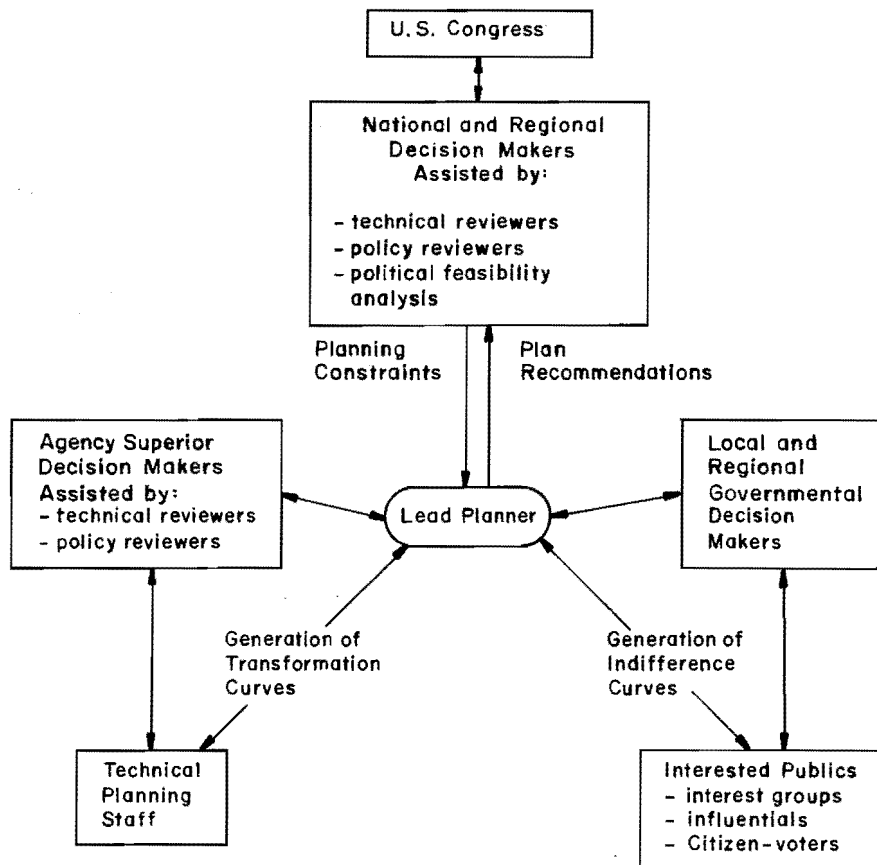 U.S. Congress
National and Regional
Decision Makers
Assisted by:
- technical reviewers
- policy reviewers
- political feasibility
analysis
Planning
Constraints
Plan
Recommendations
Agency Superior
Decision Makers
Assisted by:
- technical reviewers
- policy reviewers
Lead Planner
Local and
Regional
Governmental
Decision
Makers
Generation of
Transformation
Curves
Generation of
Indifference
Curves
Technical
Planning
Staff
Interested Publics
- interest groups
- influentials
- Citizen-voters